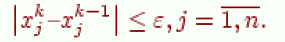 |x_j^k – x_j^{k-1}| ≤ ε, j = \overline{1,n}.